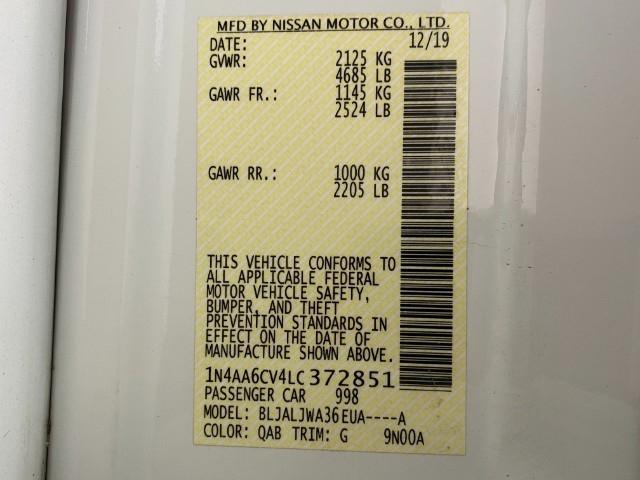 MFD BY NISSAN MOTOR CO., LTD.
DATE: 12/19
GVWR: 2125 KG
4685 LB
GAWR FR.: 1145 KG
2524 LB
GAWR RR.: 1000 KG
2205 LB
THIS VEHICLE CONFORMS TO
ALL APPLICABLE FEDERAL
MOTOR VEHICLE SAFETY,
BUMPER, AND THEFT
PREVENTION STANDARDS IN
EFFECT ON THE DATE OF
MANUFACTURE SHOWN ABOVE.
1N4AA6CV4LC372851
PASSENGER CAR 998
MODEL: BLJALJWA36EUA----A
COLOR: QAB TRIM: G 9N00A